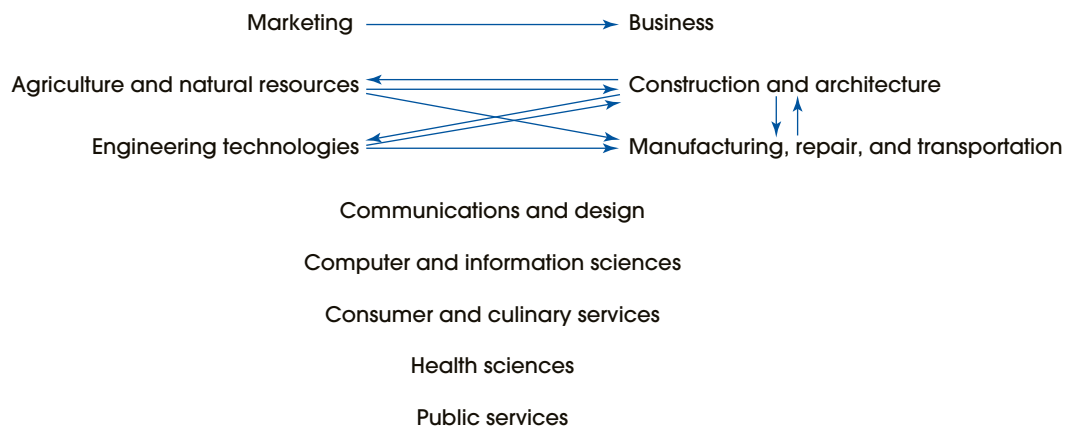 Marketing
Business
Agriculture and natural resources
Construction and architecture
Engineering technologies
Manufacturing, repair, and transportation
Communications and design
Computer and information sciences
Consumer and culinary services
Health sciences
Public services